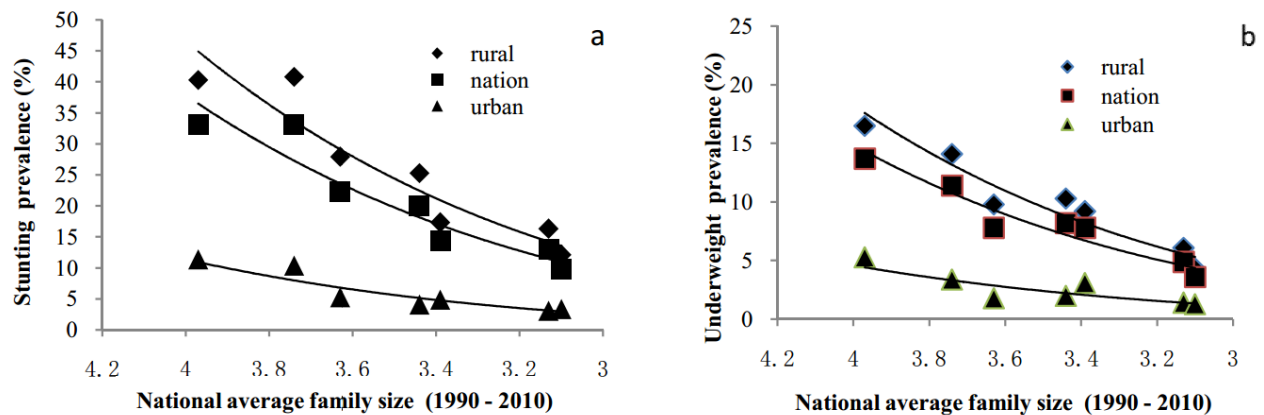 a
50
45
40
35
30
25
20
15
10
5
0
Stunting prevalence (%)
rural
nation
urban
4.2 4 3.8 3.6 3.4 3.2 3
National average family size (1990 - 2010)
b
25
20
15
10
5
0
Underweight prevalence (%)
rural
nation
urban
4.2 4 3.8 3.6 3.4 3.2 3
National average family size (1990 - 2010)